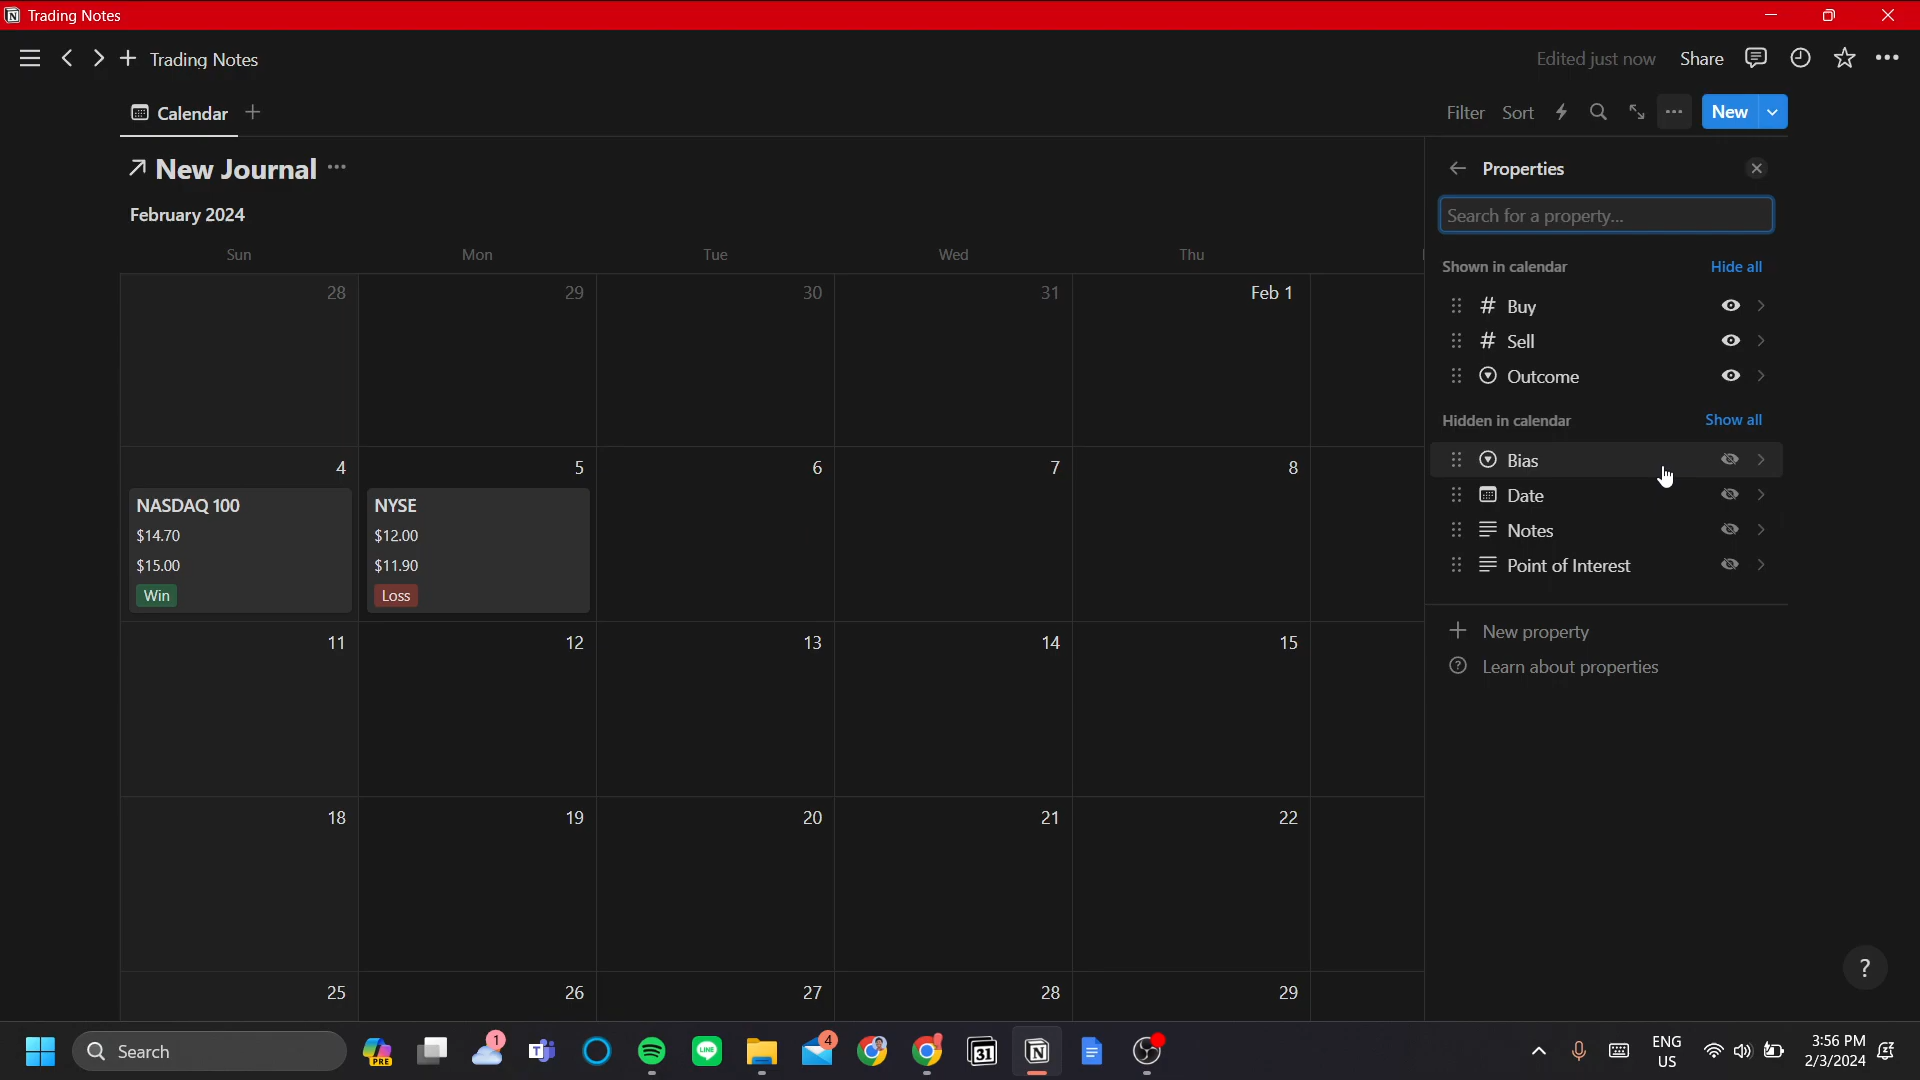 Trading Notes
Trading Notes
Edited just now Share
Calendar
Filter Sort New
New Journal
February 2024
Sun Mon Tue Wed Thu
28 29 30 31 Feb 1
4 5 6 7 8
NASDAQ 100
$14.70
$15.00
Win
NYSE
$12.00
$11.90
Loss
11 12 13 14 15
18 19 20 21 22
25 26 27 28 29
Properties
Search for a property...
Shown in calendar Hide all
# Buy
# Sell
Outcome
Hidden in calendar Show all
Bias
Date
Notes
Point of Interest
+ New property
Learn about properties
?
Search
PRE
1
4
31
ENG
US
3:56 PM
2/3/2024